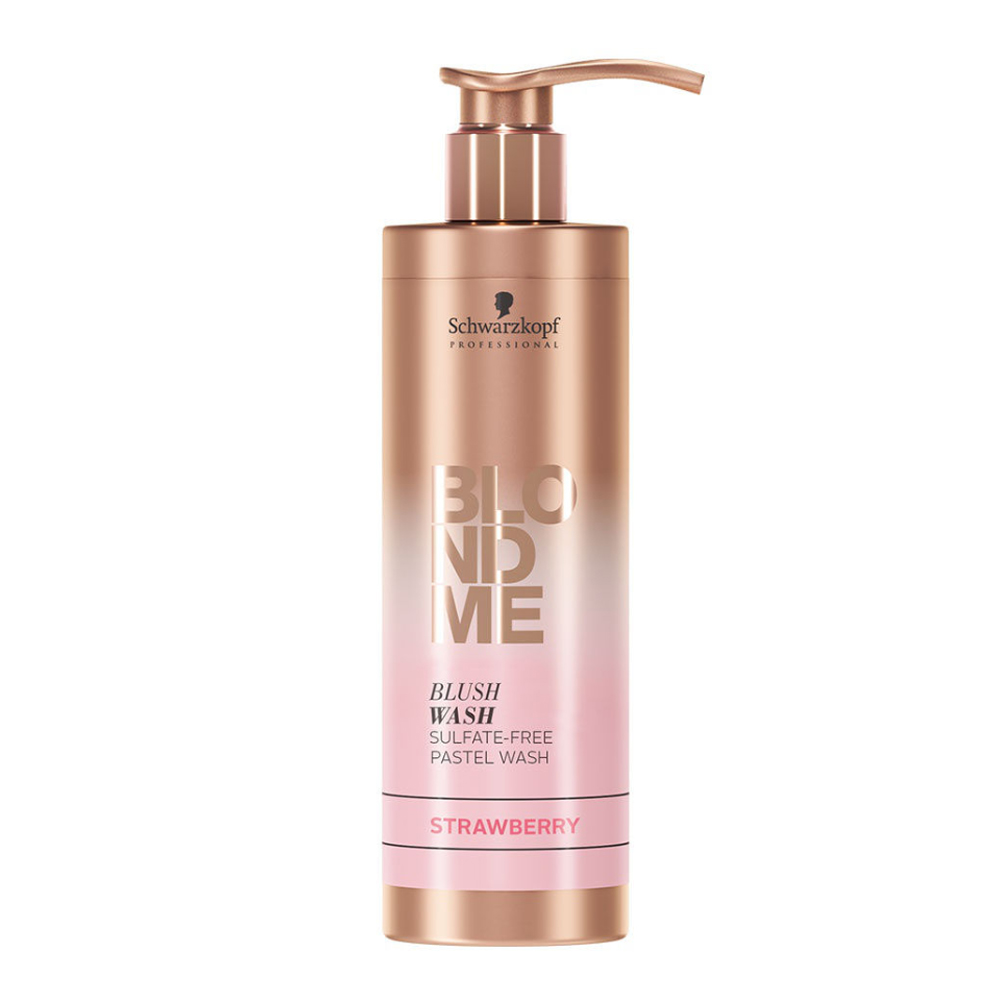 Schwarzkopf
PROFESSIONAL
BLO
ND
ME
BLUSH
WASH
SULFATE-FREE
PASTEL WASH
STRAWBERRY